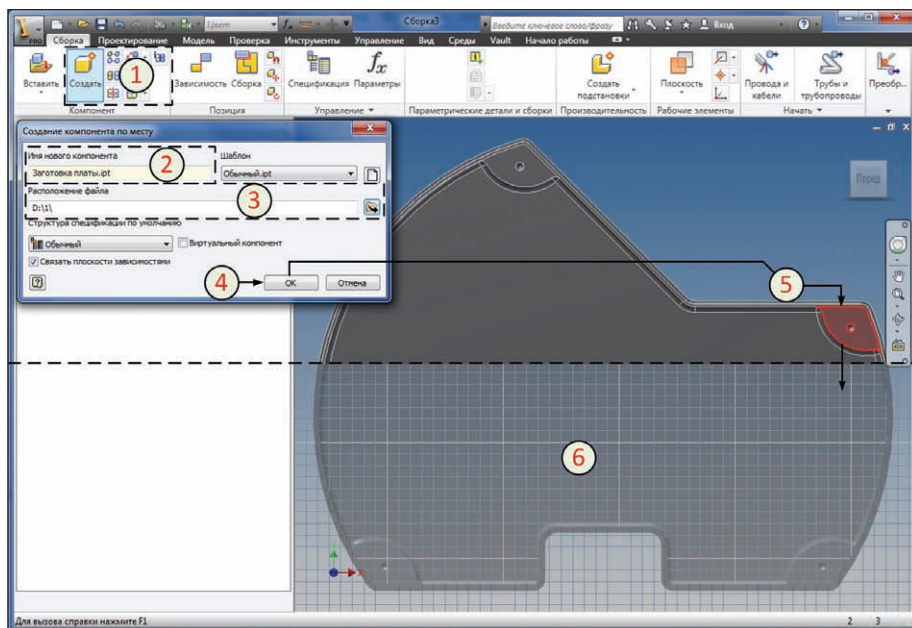 PRO
Цвет
Сборка3
Введите ключевое слово/фразу
Вход
Сборка Проектирование Модель Проверка Инструменты Управление Вид Среды Vault Начало работы
Вставить
Создать
1
Зависимость
Сборка
Спецификация
fx
Параметры
Создать подстановки
Плоскость
Провода и кабели
Трубы и трубопроводы
Преобр...
Компонент
Позиция
Управление
Параметрические детали и сборки
Производительность
Рабочие элементы
Начать
Создание компонента по месту
Имя нового компонента
2
Шаблон
Заготовка платы.ipt
Обычный.ipt
Расположение файла
3
D:\1\
Структура спецификации по умолчанию
Обычный
Виртуальный компонент
Связать плоскости зависимостями
4
OK
Отмена
5
Перед
6
X
Для вызова справки нажмите F1
2 3